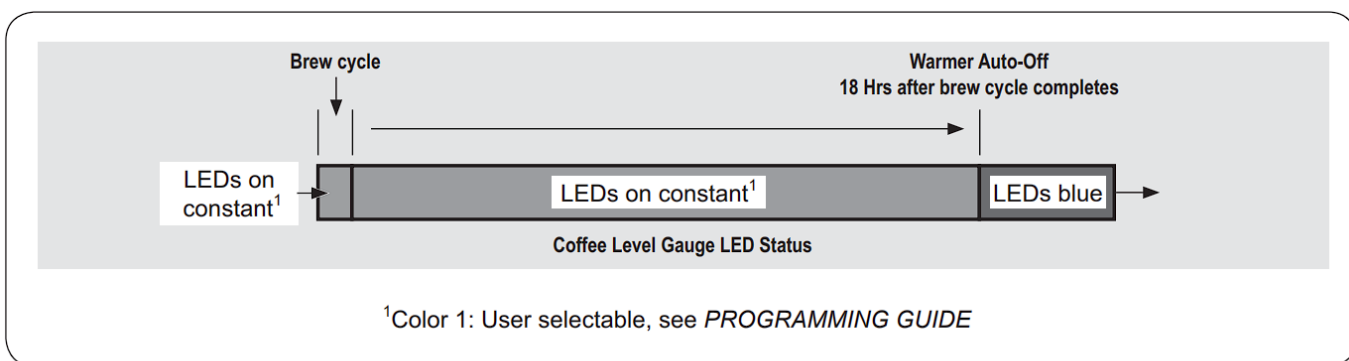 Brew cycle
Warmer Auto-Off
18 Hrs after brew cycle completes
LEDs on
constant¹
LEDs on constant¹
LEDs blue
Coffee Level Gauge LED Status
¹Color 1: User selectable, see PROGRAMMING GUIDE